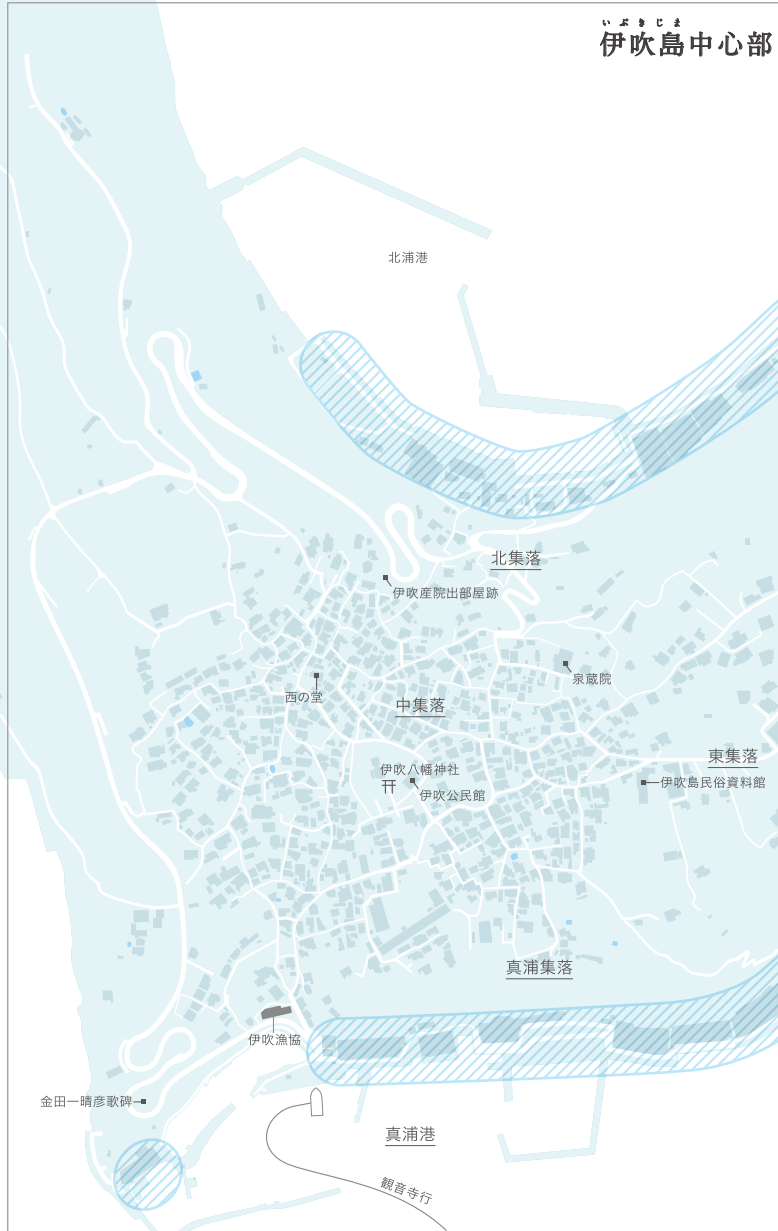 いぶきじま
伊吹島中心部
北浦港
北集落
伊吹産院出部屋跡
泉蔵院
西の堂
中集落
東集落
伊吹八幡神社
伊吹島民俗資料館
伊吹公民館
真浦集落
伊吹漁協
金田一晴彦歌碑
真浦港
観音寺行